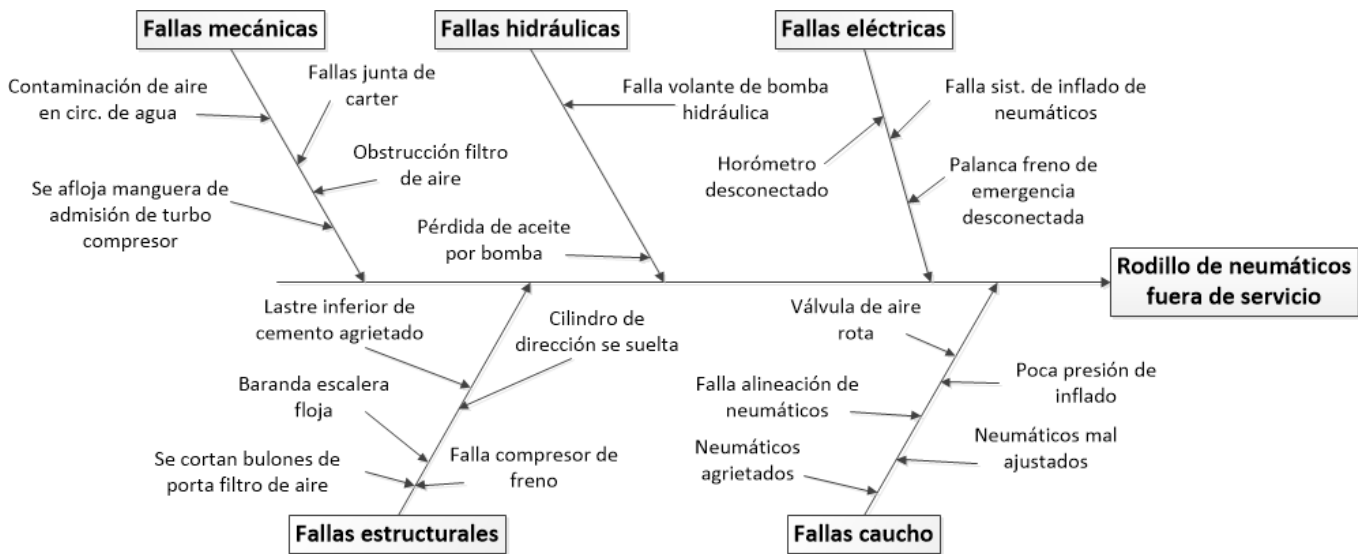 Fallas mecánicas
Fallas hidráulicas
Fallas eléctricas
Contaminación de aire
en circ. de agua
Fallas junta de
carter
Obstrucción filtro
de aire
Se afloja manguera de
admisión de turbo
compresor
Falla volante de bomba
hidráulica
Pérdida de aceite
por bomba
Falla sist. de inflado de
neumáticos
Horómetro
desconectado
Palanca freno de
emergencia
desconectada
Rodillo de neumáticos
fuera de servicio
Lastre inferior de
cemento agrietado
Cilindro de
dirección se suelta
Baranda escalera
floja
Se cortan bulones de
porta filtro de aire
Falla compresor de
freno
Válvula de aire
rota
Poca presión de
inflado
Falla alineación de
neumáticos
Neumáticos mal
ajustados
Neumáticos
agrietados
Fallas estructurales
Fallas caucho